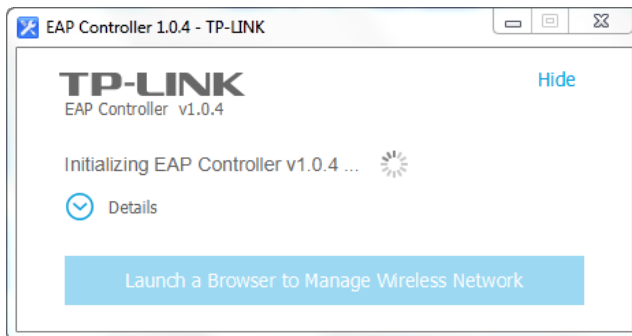 EAP Controller 1.0.4 - TP-LINK
TP-LINK
Hide
EAP Controller v1.0.4
Initializing EAP Controller v1.0.4 ...
Details
Launch a Browser to Manage Wireless Network